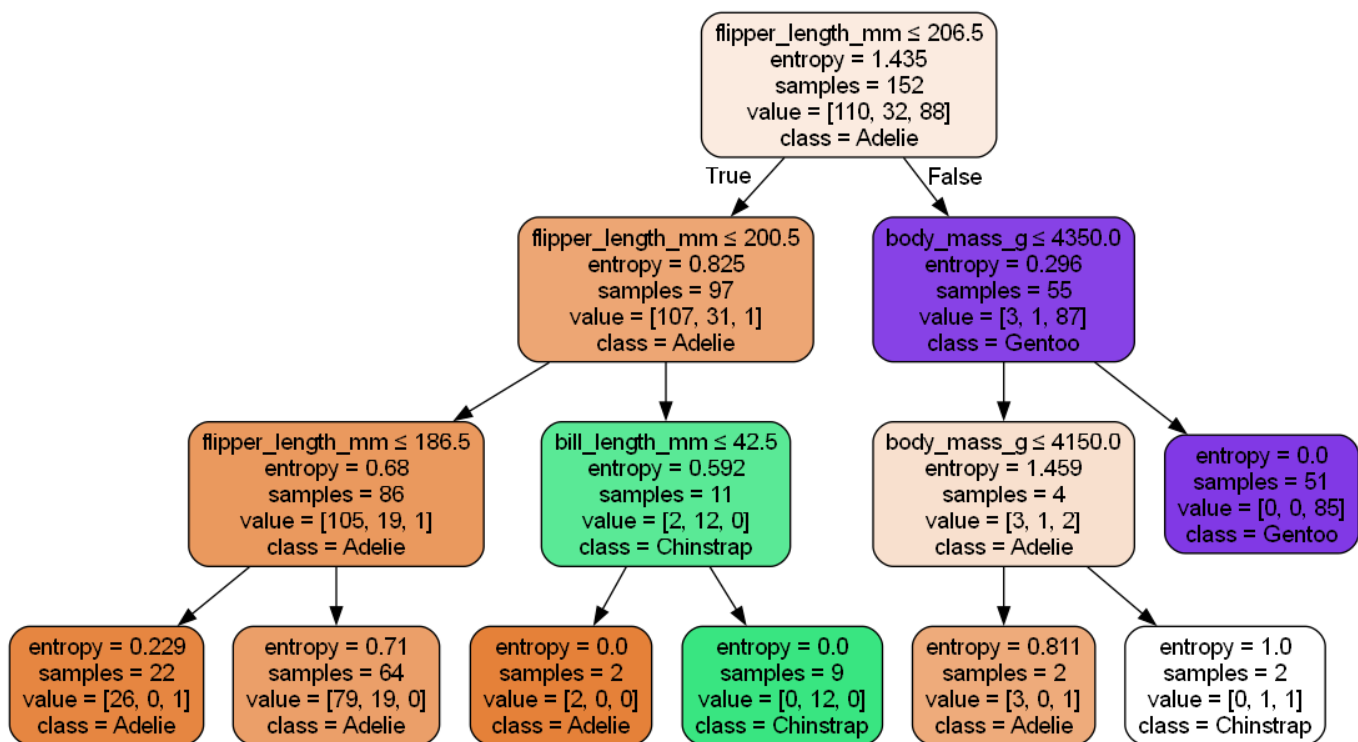 flipper_length_mm ≤ 206.5
entropy = 1.435
samples = 152
value = [110, 32, 88]
class = Adelie
True
False
flipper_length_mm ≤ 200.5
entropy = 0.825
samples = 97
value = [107, 31, 1]
class = Adelie
body_mass_g ≤ 4350.0
entropy = 0.296
samples = 55
value = [3, 1, 87]
class = Gentoo
flipper_length_mm ≤ 186.5
entropy = 0.68
samples = 86
value = [105, 19, 1]
class = Adelie
bill_length_mm ≤ 42.5
entropy = 0.592
samples = 11
value = [2, 12, 0]
class = Chinstrap
body_mass_g ≤ 4150.0
entropy = 1.459
samples = 4
value = [3, 1, 2]
class = Adelie
entropy = 0.0
samples = 51
value = [0, 0, 85]
class = Gentoo
entropy = 0.229
samples = 22
value = [26, 0, 1]
class = Adelie
entropy = 0.71
samples = 64
value = [79, 19, 0]
class = Adelie
entropy = 0.0
samples = 2
value = [2, 0, 0]
class = Adelie
entropy = 0.0
samples = 9
value = [0, 12, 0]
class = Chinstrap
entropy = 0.811
samples = 2
value = [3, 0, 1]
class = Adelie
entropy = 1.0
samples = 2
value = [0, 1, 1]
class = Chinstrap